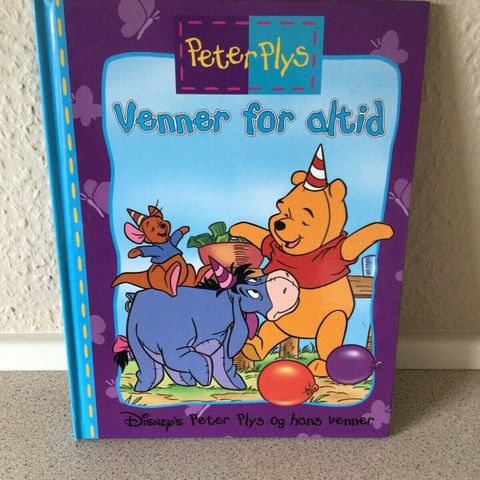 Peter Plys
Venner for altid
Disney's Peter Plys og hans venner